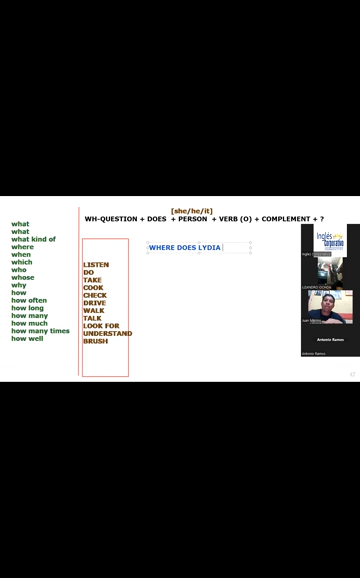 [she/he/it]
WH-QUESTION + DOES + PERSON + VERB (O) + COMPLEMENT + ?
what
what
what kind of
where
when
which
who
whose
why
how
how often
how long
how many
how much
how many times
how well
LISTEN
DO
TAKE
COOK
CHECK
DRIVE
WALK
TALK
LOOK FOR
UNDERSTAND
BRUSH
WHERE DOES LYDIA
Inglés
Corporativo
Antonio Ramos
Antonio Ramos